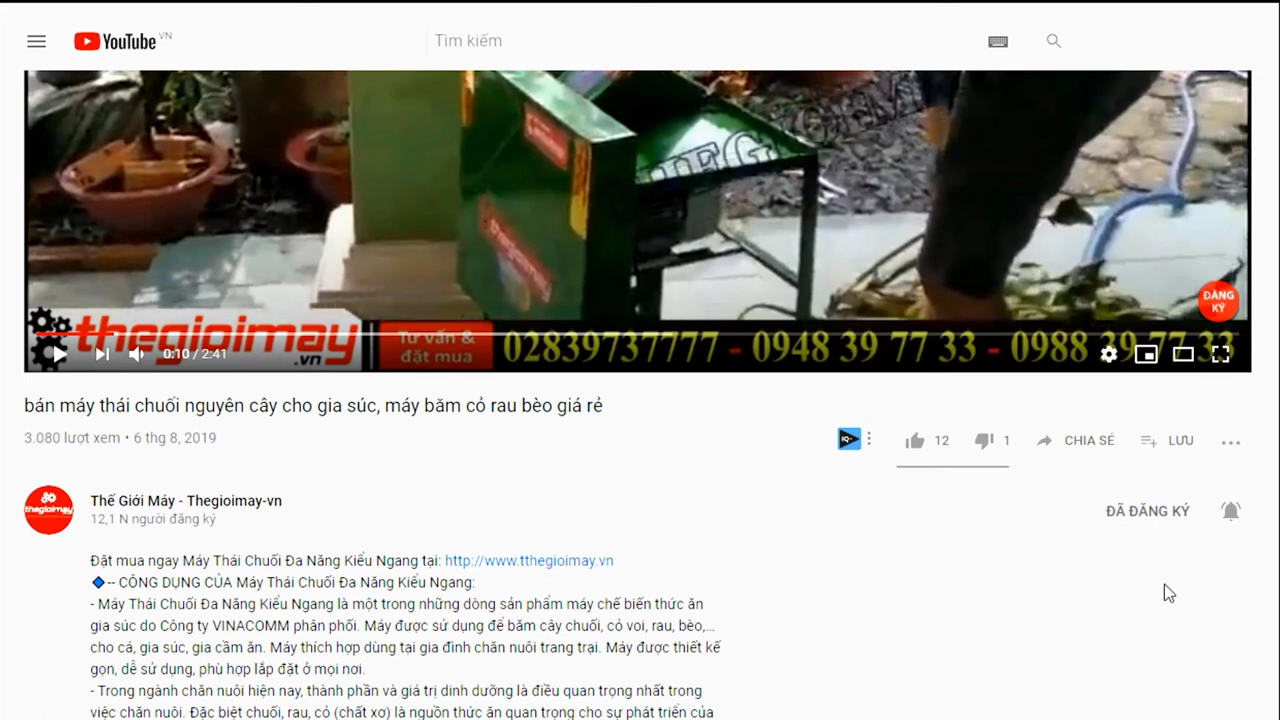 YouTube VN
Tìm kiếm
ĐĂNG
KÝ
thegioimay
.vn
Tư vấn &
đặt mua
02839737777 - 0948 39 77 33 - 0988 39 77 33
0:10 / 2:41
bán máy thái chuối nguyên cây cho gia súc, máy băm cỏ rau bèo giá rẻ
3.080 lượt xem • 6 thg 8, 2019
12
1
CHIA SẺ
LƯU
thegioimay
Thế Giới Máy - Thegioimay-vn
12,1 N người đăng ký
ĐÃ ĐĂNG KÝ
Đặt mua ngay Máy Thái Chuối Đa Năng Kiểu Ngang tại: http://www.tthegioimay.vn
-- CÔNG DỤNG CỦA Máy Thái Chuối Đa Năng Kiểu Ngang:
- Máy Thái Chuối Đa Năng Kiểu Ngang là một trong những dòng sản phẩm máy chế biến thức ăn
gia súc do Công ty VINACOMM phân phối. Máy được sử dụng để băm cây chuối, cỏ voi, rau, bèo,...
cho cá, gia súc, gia cầm ăn. Máy thích hợp dùng tại gia đình chăn nuôi trang trại. Máy được thiết kế
gọn, dễ sử dụng, phù hợp lắp đặt ở mọi nơi.
- Trong ngành chăn nuôi hiện nay, thành phần và giá trị dinh dưỡng là điều quan trọng nhất trong
việc chăn nuôi. Đặc biệt chuối, rau, cỏ (chất xơ) là nguồn thức ăn quan trọng cho sự phát triển của